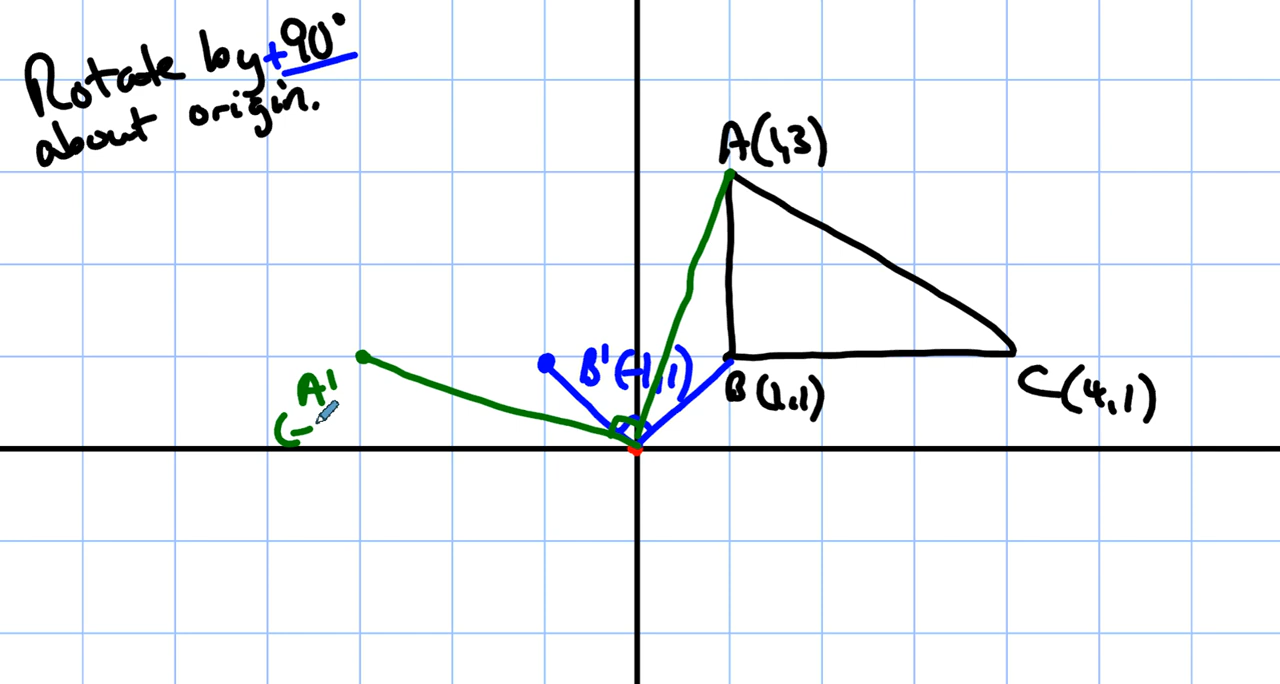 Rotate by +90°
about origin.
A(1,3)
B'(-1,1)
B(1,1)
C(4,1)
A'
(-